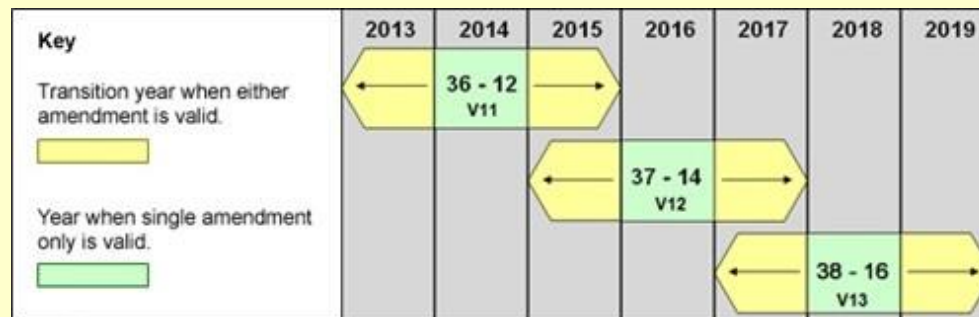 Key
Transition year when either
amendment is valid.
Year when single amendment
only is valid.
2013 2014 2015 2016 2017 2018 2019
36 - 12
V11
37 - 14
V12
38 - 16
V13